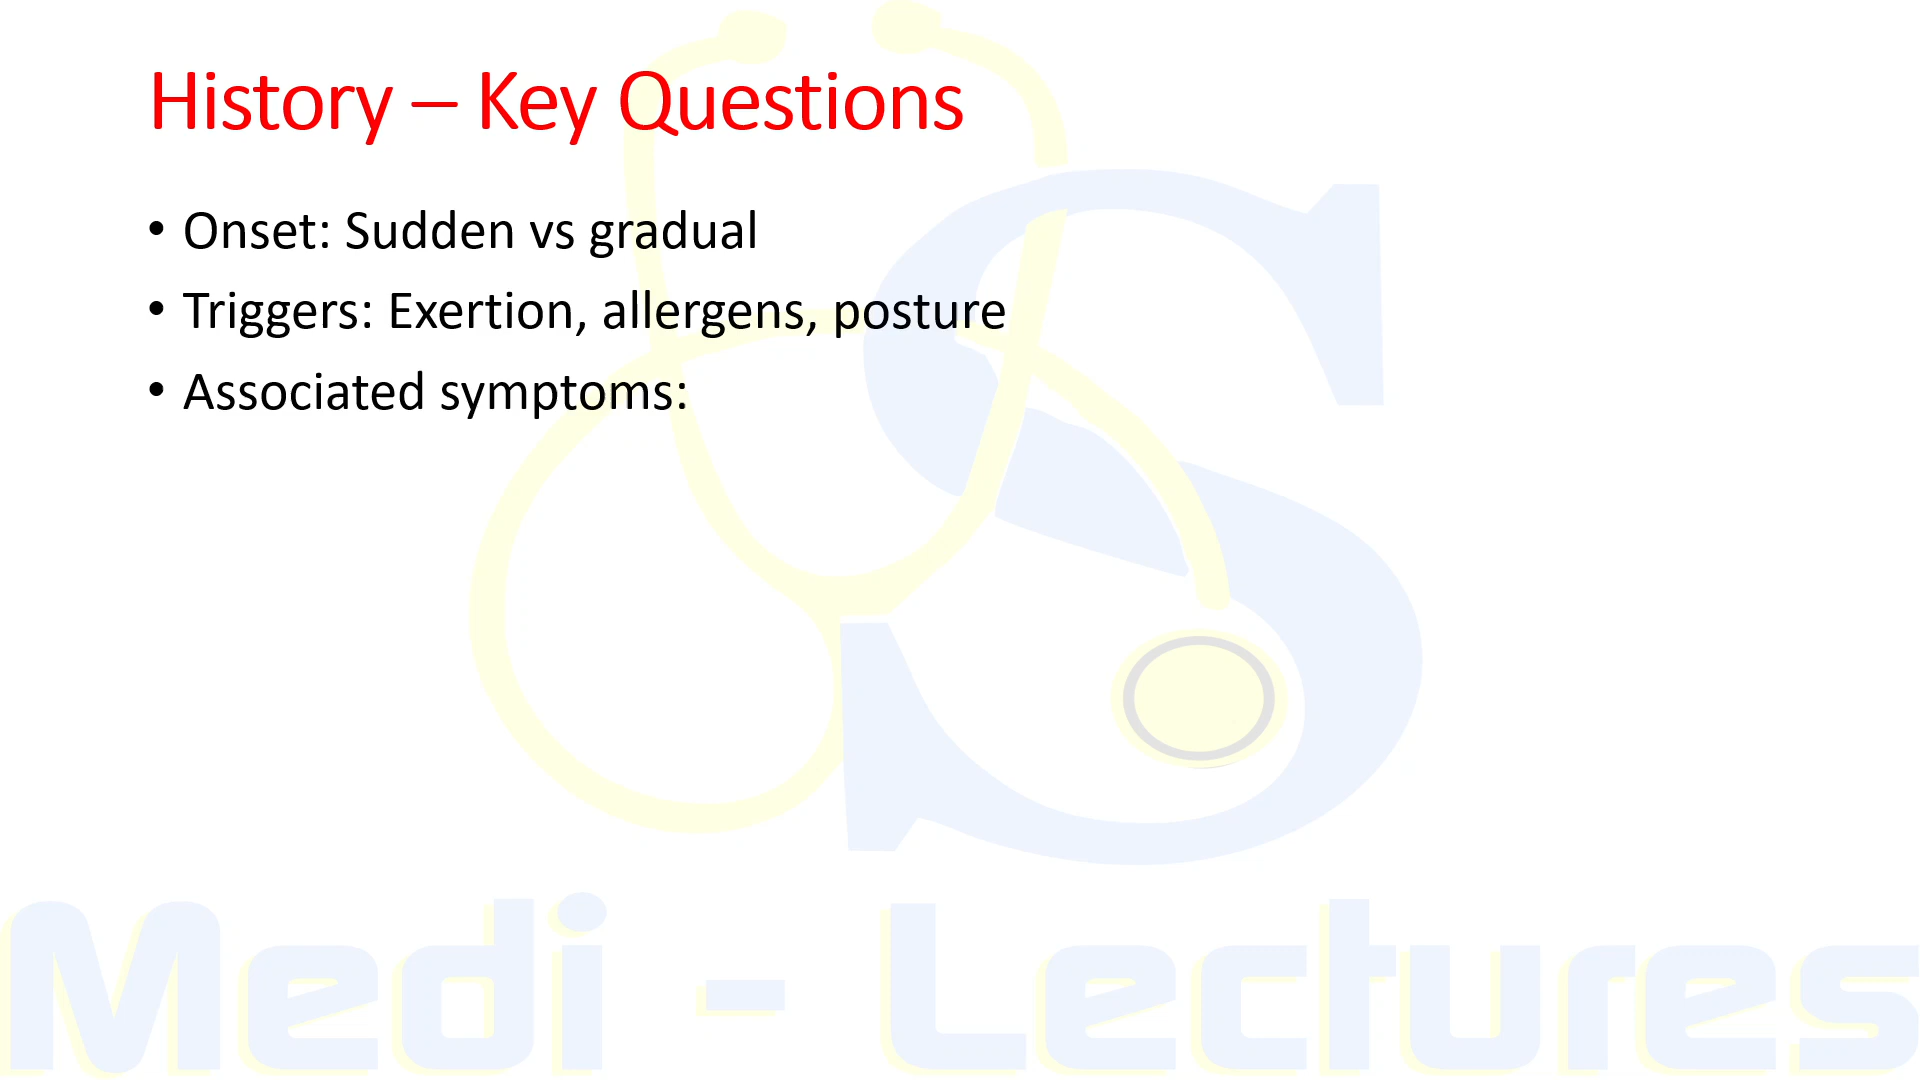 History – Key Questions
• Onset: Sudden vs gradual
• Triggers: Exertion, allergens, posture
• Associated symptoms:
S
Medi - Lectures